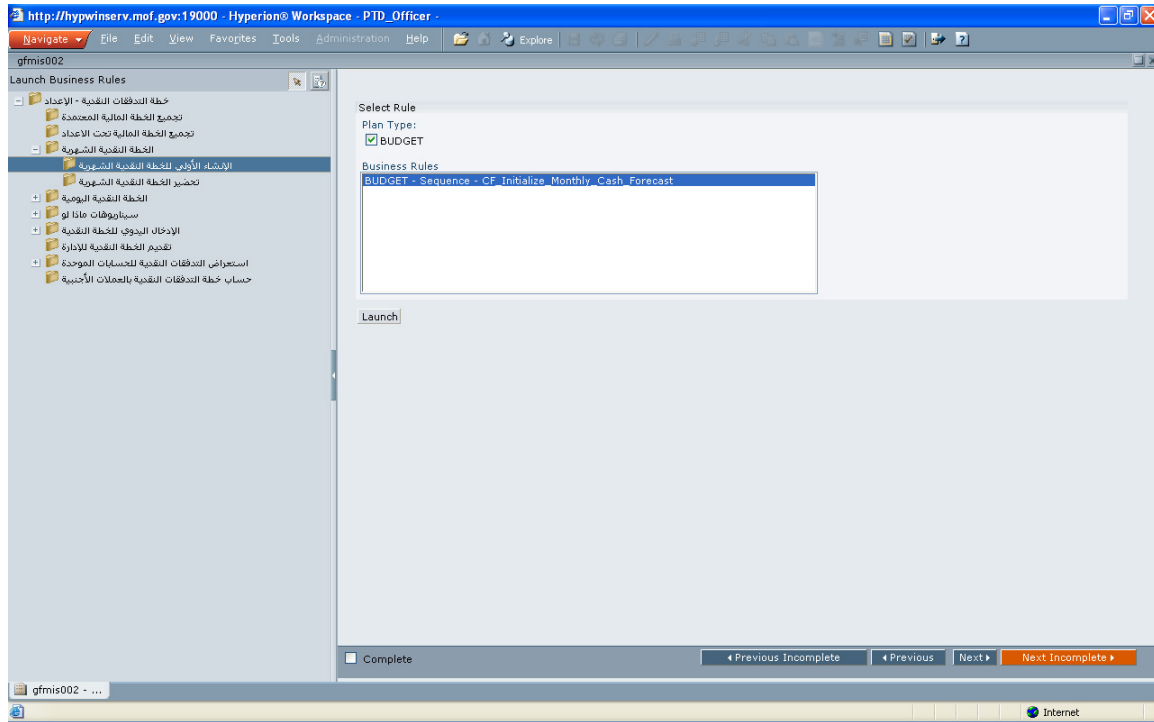 http://hypwinserv.mof.gov:19000 - Hyperion® Workspace - PTD_Officer -
Navigate File Edit View Favorites Tools Administration Help Explore
gfmis002
Launch Business Rules
خطة التدفقات النقدية - الإعداد
تجميع الخطة المالية المعتمدة
تجميع الخطة المالية تحت الاعداد
الخطة النقدية الشهرية
الإنشاء الأولي للخطة النقدية الشهرية
تحضير الخطة النقدية الشهرية
الخطة النقدية اليومية
سيناريوهات ماذا لو
الإدخال اليدوي للخطة النقدية
تقديم الخطة النقدية للإدارة
استعراض التدفقات النقدية للحسابات الموحدة
حساب خطة التدفقات النقدية بالعملات الأجنبية
Select Rule
Plan Type:
BUDGET
Business Rules
BUDGET - Sequence - CF_Initialize_Monthly_Cash_Forecast
Launch
Complete
Previous Incomplete
Previous
Next
Next Incomplete
gfmis002 - ...
Internet